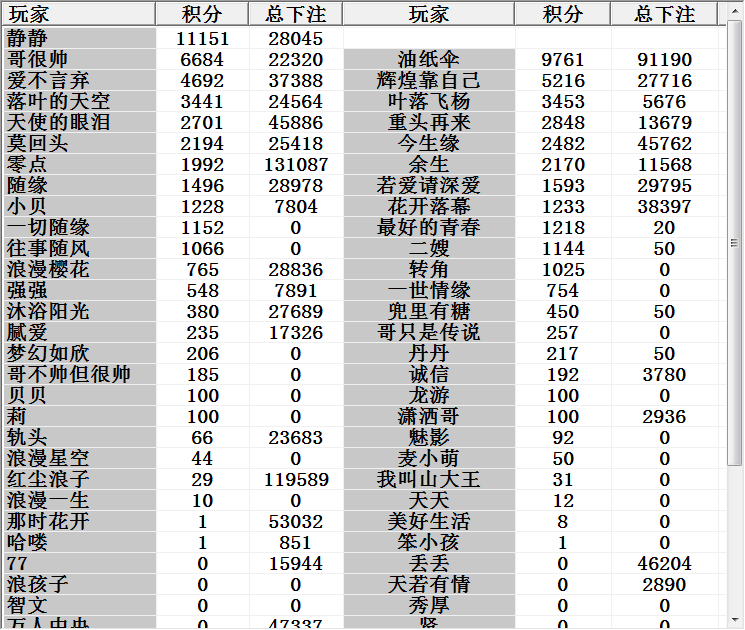 玩家 积分 总下注 玩家 积分 总下注
静静 11151 28045
哥很帅 6684 22320 油纸伞 9761 91190
爱不言弃 4692 37388 辉煌靠自己 5216 27716
落叶的天空 3441 24564 叶落飞杨 3453 5676
天使的眼泪 2701 45886 重头再来 2848 13679
莫回头 2194 25418 今生缘 2482 45762
零点 1992 131087 余生 2170 11568
随缘 1496 28978 若爱请深爱 1593 29795
小贝 1228 7804 花开落幕 1233 38397
一切随缘 1152 0 最好的青春 1218 20
往事随风 1066 0 二嫂 1144 50
浪漫樱花 765 28836 转角 1025 0
强强 548 7891 一世情缘 754 0
沐浴阳光 380 27689 兜里有糖 450 50
腻爱 235 17326 哥只是传说 257 0
梦幻如欣 206 0 丹丹 217 50
哥不帅但很帅 185 0 诚信 192 3780
贝贝 100 0 龙游 100 0
莉 100 0 潇洒哥 100 2936
轨头 66 23683 魅影 92 0
浪漫星空 44 0 麦小萌 50 0
红尘浪子 29 119589 我叫山大王 31 0
浪漫一生 10 0 天天 12 0
那时花开 1 53032 美好生活 8 0
哈喽 1 851 笨小孩 1 0
77 0 15944 丢丢 0 46204
浪孩子 0 0 天若有情 0 2890
智文 0 0 秀厚 0 0
万人中央 0 47337 贤 0 0